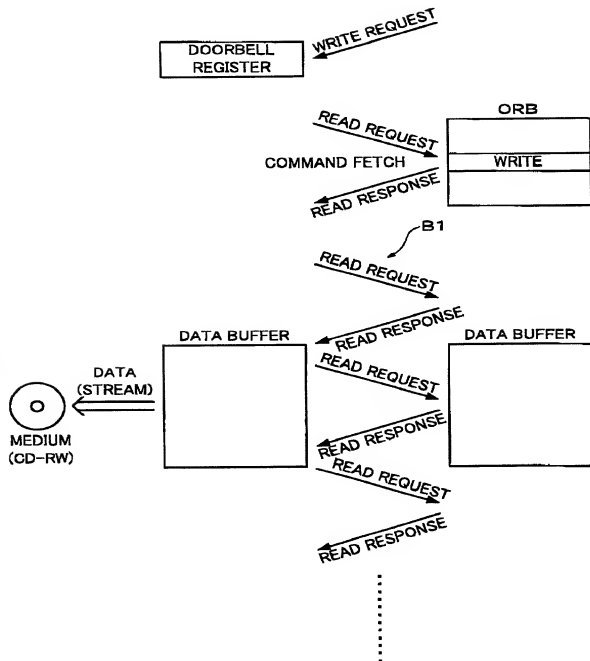 WRITE REQUEST
DOORBELL
REGISTER
ORB
READ REQUEST
COMMAND FETCH
WRITE
READ RESPONSE
B1
READ REQUEST
READ RESPONSE
DATA BUFFER
DATA BUFFER
READ REQUEST
DATA
(STREAM)
READ RESPONSE
MEDIUM
(CD-RW)
READ REQUEST
READ RESPONSE